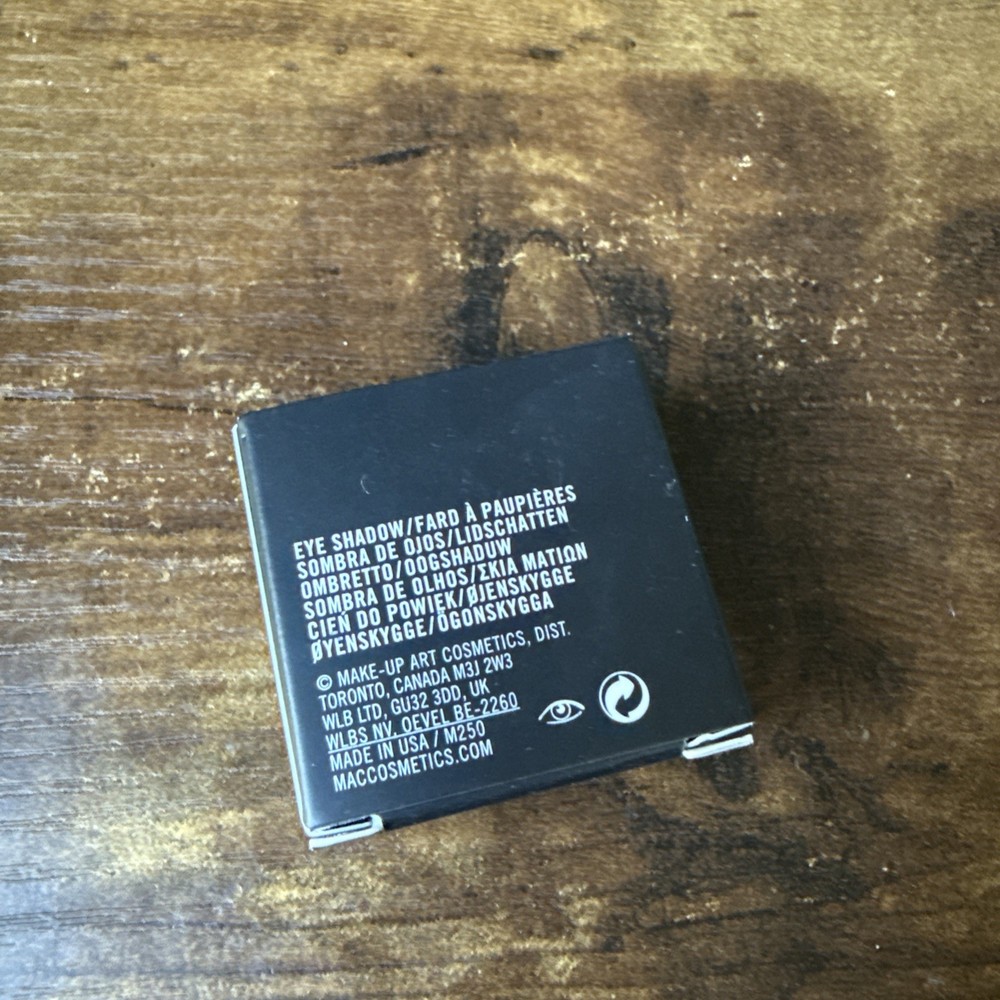 EYE SHADOW/FARD À PAUPIÈRES
SOMBRA DE OJOS/LIDSCHATTEN
OMBRETTO/OOGSHADUW
SOMBRA DE OLHOS/ΣΚΙΑ ΜΑΤΙΩΝ
CIEŃ DO POWIEK/ØJENSKYGGE
ØYENSKYGGE/ÖGONSKYGGA
© MAKE-UP ART COSMETICS, DIST.
TORONTO, CANADA M3J 2W3
WLB LTD, GU32 3DD, UK
WLBS NV, OEVEL BE-2260
MADE IN USA / M250
MACCOSMETICS.COM